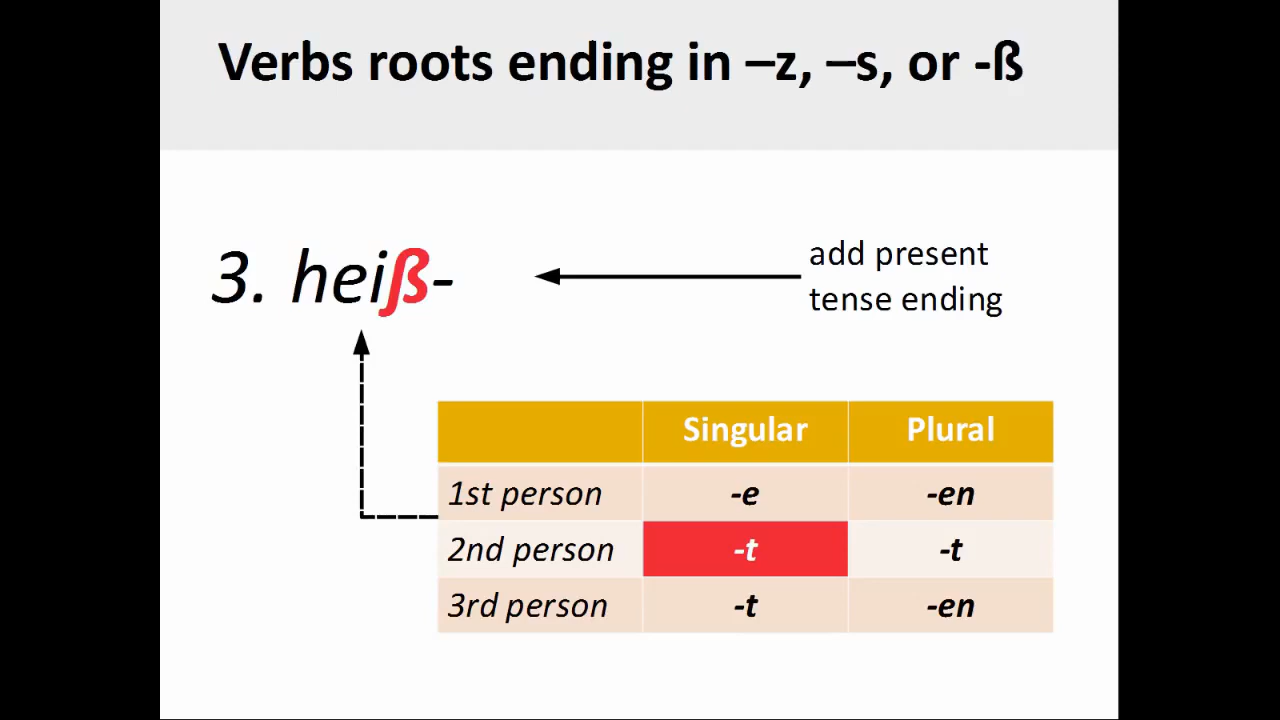 Verbs roots ending in –z, –s, or -ß
3. heiß-
add present
tense ending
Singular Plural
1st person -e -en
2nd person -t -t
3rd person -t -en